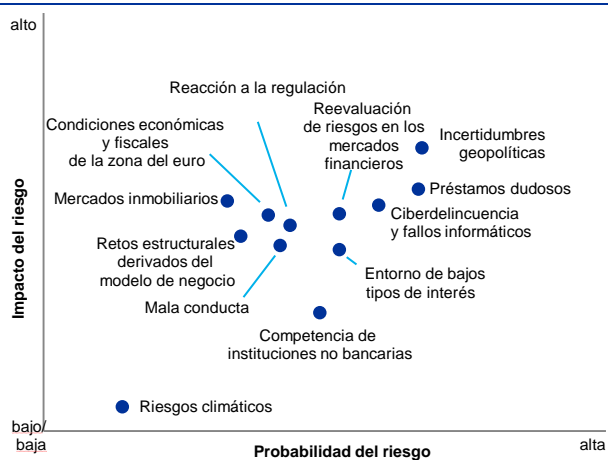 alto
Reacción a la regulación
Reevaluación
de riesgos en los
mercados
financieros
Condiciones económicas
y fiscales
de la zona del euro
Incertidumbres
geopolíticas
Mercados inmobiliarios
Préstamos dudosos
Ciberdelincuencia
y fallos informáticos
Retos estructurales
derivados del
modelo de negocio
Entorno de bajos
tipos de interés
Mala conducta
Competencia de
instituciones no bancarias
Riesgos climáticos
Impacto del riesgo
bajo/
baja
Probabilidad del riesgo
alta